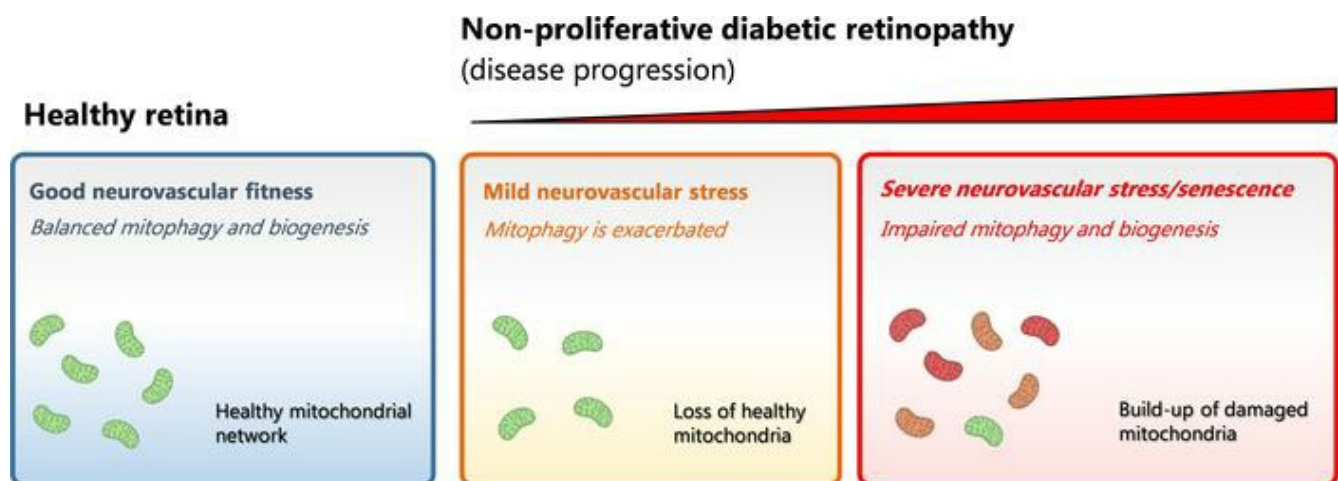 Non-proliferative diabetic retinopathy
(disease progression)
Healthy retina
Good neurovascular fitness
Balanced mitophagy and biogenesis
Healthy mitochondrial
network
Mild neurovascular stress
Mitophagy is exacerbated
Loss of healthy
mitochondria
Severe neurovascular stress/senescence
Impaired mitophagy and biogenesis
Build-up of damaged
mitochondria